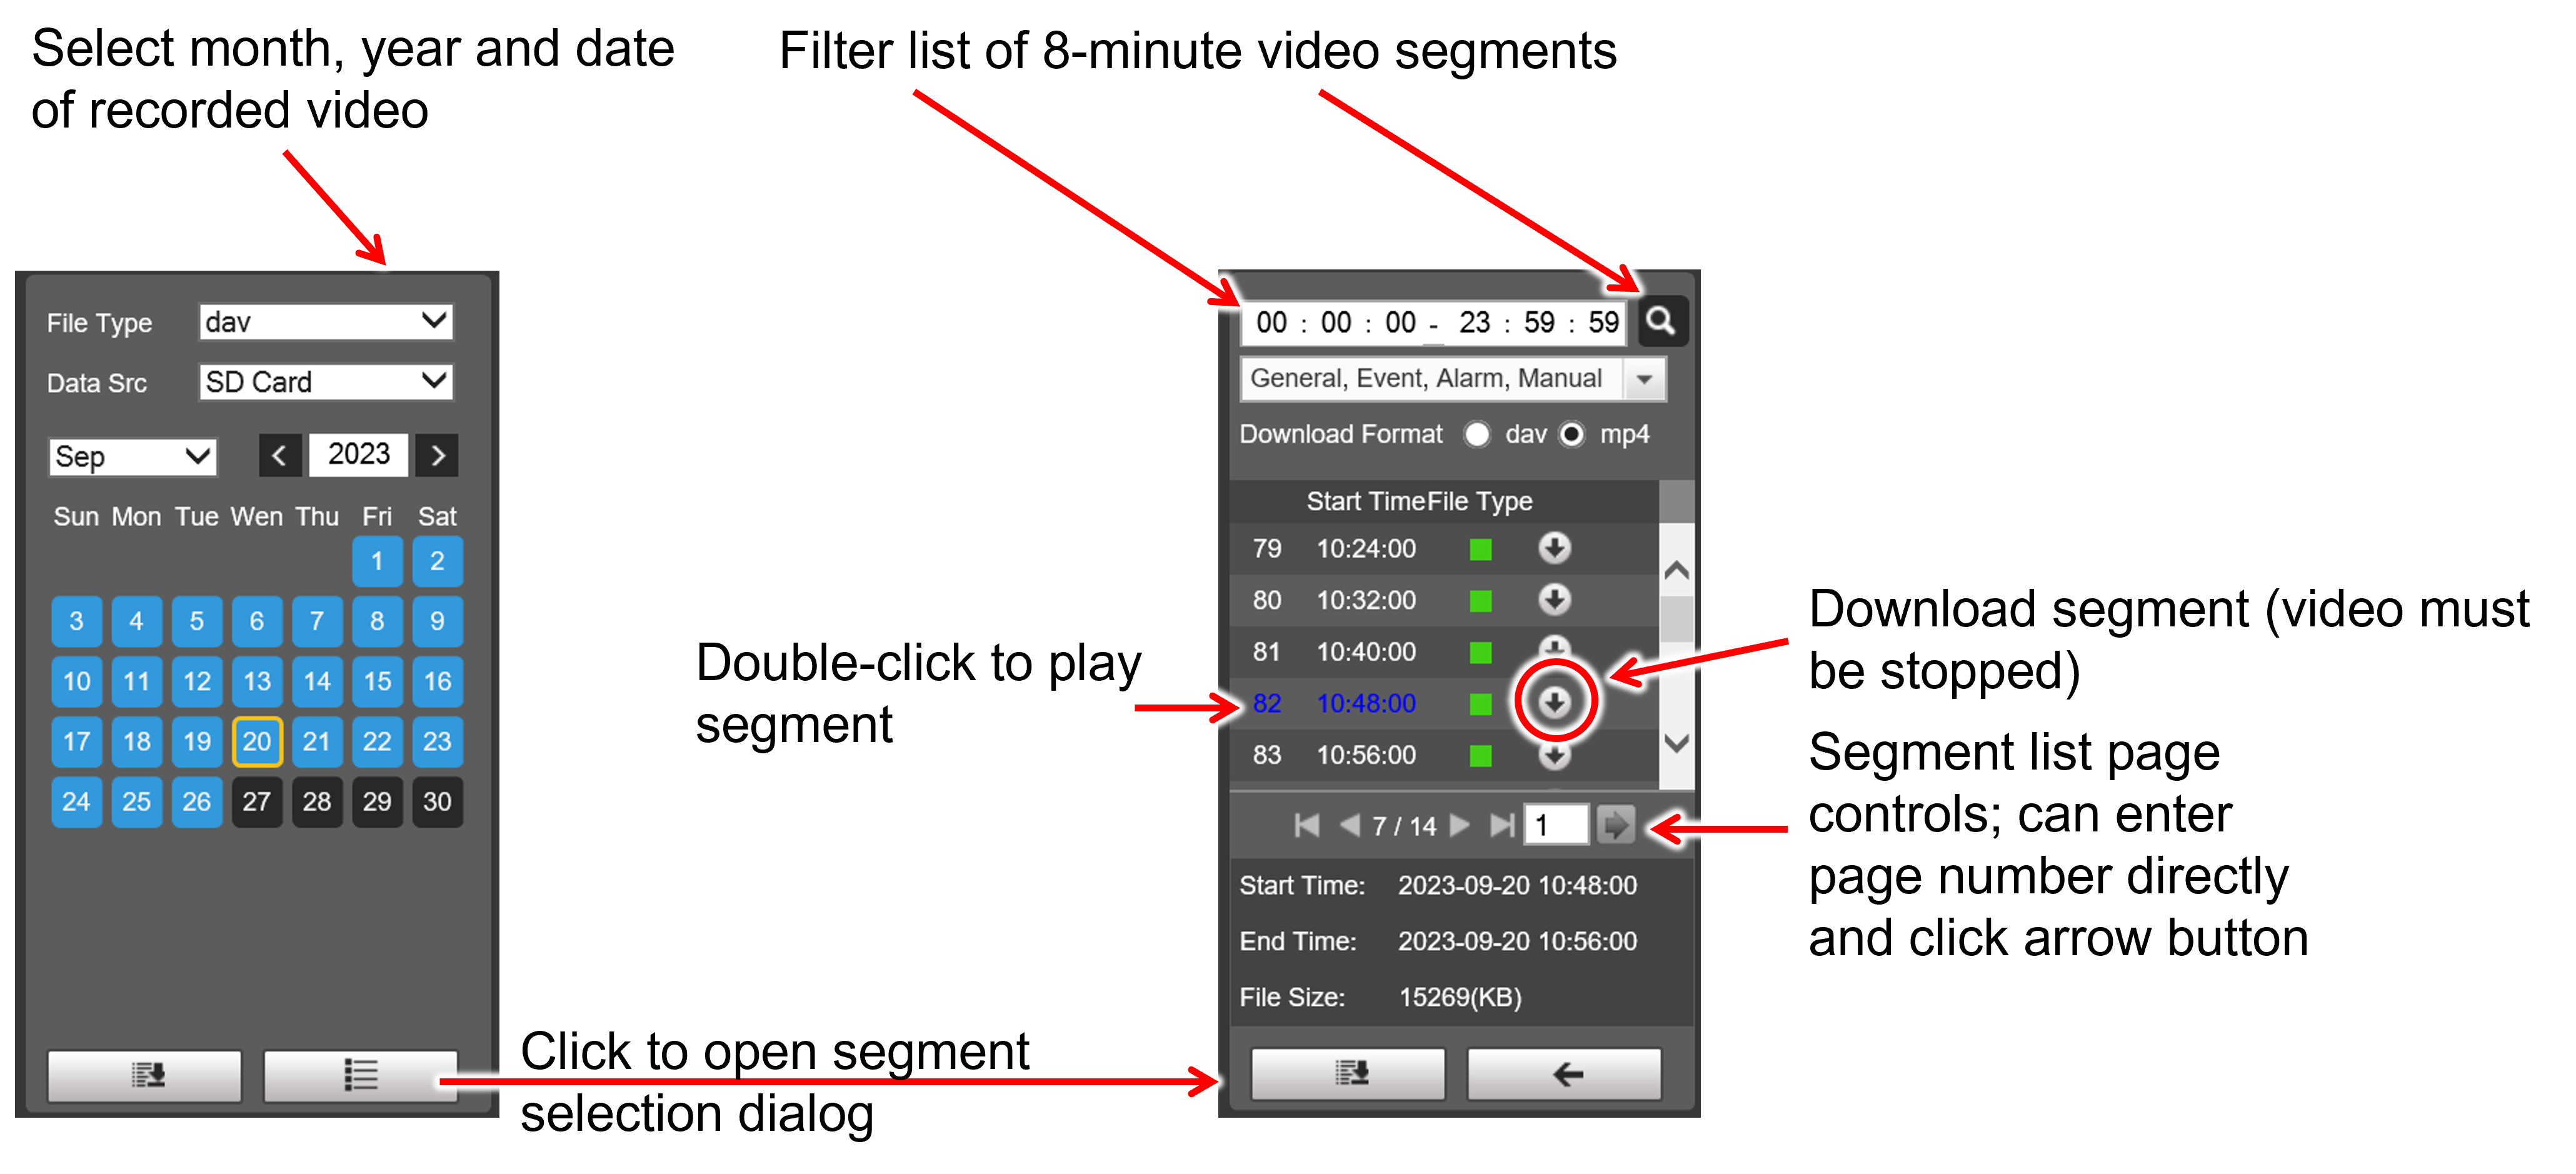 Select month, year and date
of recorded video
Filter list of 8-minute video segments
File Type dav
Data Src SD Card
Sep 2023
Sun Mon Tue Wen Thu Fri Sat
1 2
3 4 5 6 7 8 9
10 11 12 13 14 15 16
17 18 19 20 21 22 23
24 25 26 27 28 29 30
Click to open segment
selection dialog
00 : 00 : 00 - 23 : 59 : 59
General, Event, Alarm, Manual
Download Format dav mp4
Start Time File Type
79 10:24:00
80 10:32:00
81 10:40:00
82 10:48:00
83 10:56:00
7 / 14 1
Start Time: 2023-09-20 10:48:00
End Time: 2023-09-20 10:56:00
File Size: 15269(KB)
Double-click to play
segment
Download segment (video must
be stopped)
Segment list page
controls; can enter
page number directly
and click arrow button